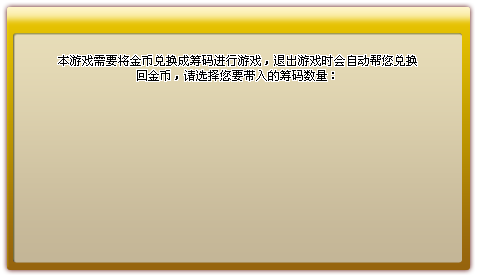 本游戏需要将金币兑换成筹码进行游戏，退出游戏时会自动帮您兑换
回金币，请选择您要带入的筹码数量：